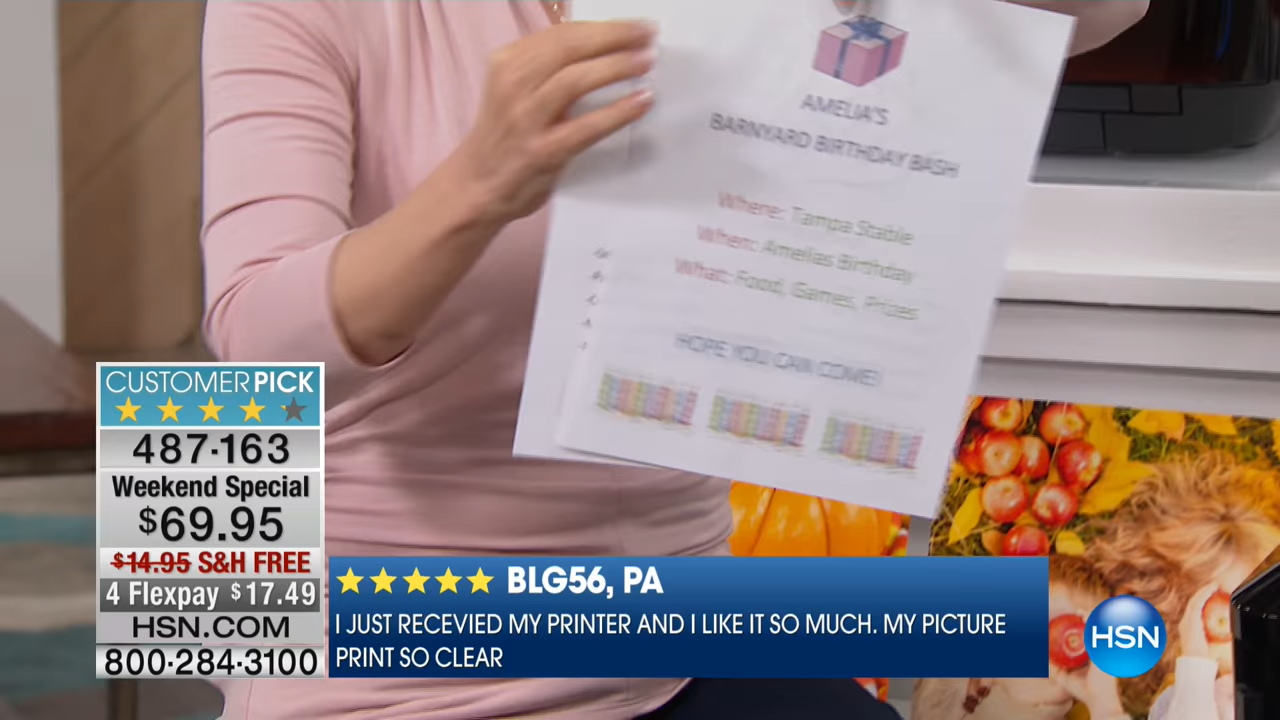 AMELIA'S
BARNYARD BIRTHDAY BASH
Where: Tampa Stable
When: Amelias Birthday
What: Food, Games, Prizes
HOPE YOU CAN COME!
CUSTOMER PICK
487-163
Weekend Special
$69.95
$14.95 S&H FREE
4 Flexpay $17.49
HSN.COM
800-284-3100
BLG56, PA
I JUST RECEVIED MY PRINTER AND I LIKE IT SO MUCH. MY PICTURE
PRINT SO CLEAR
HSN